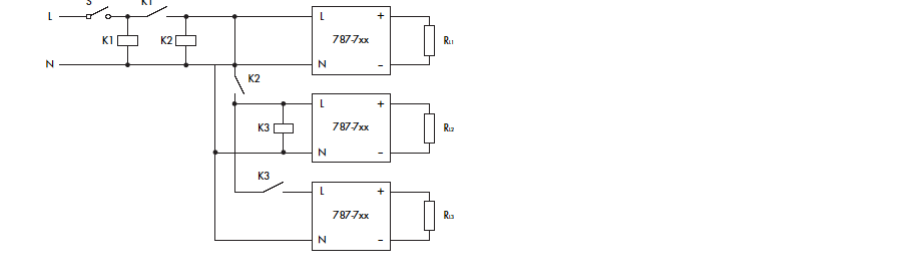 S K1
L L +
K1 K2 787-7xx RL1
N N –
K2
L +
K3 787-7xx RL2
N –
K3
L +
787-7xx RL3
N –